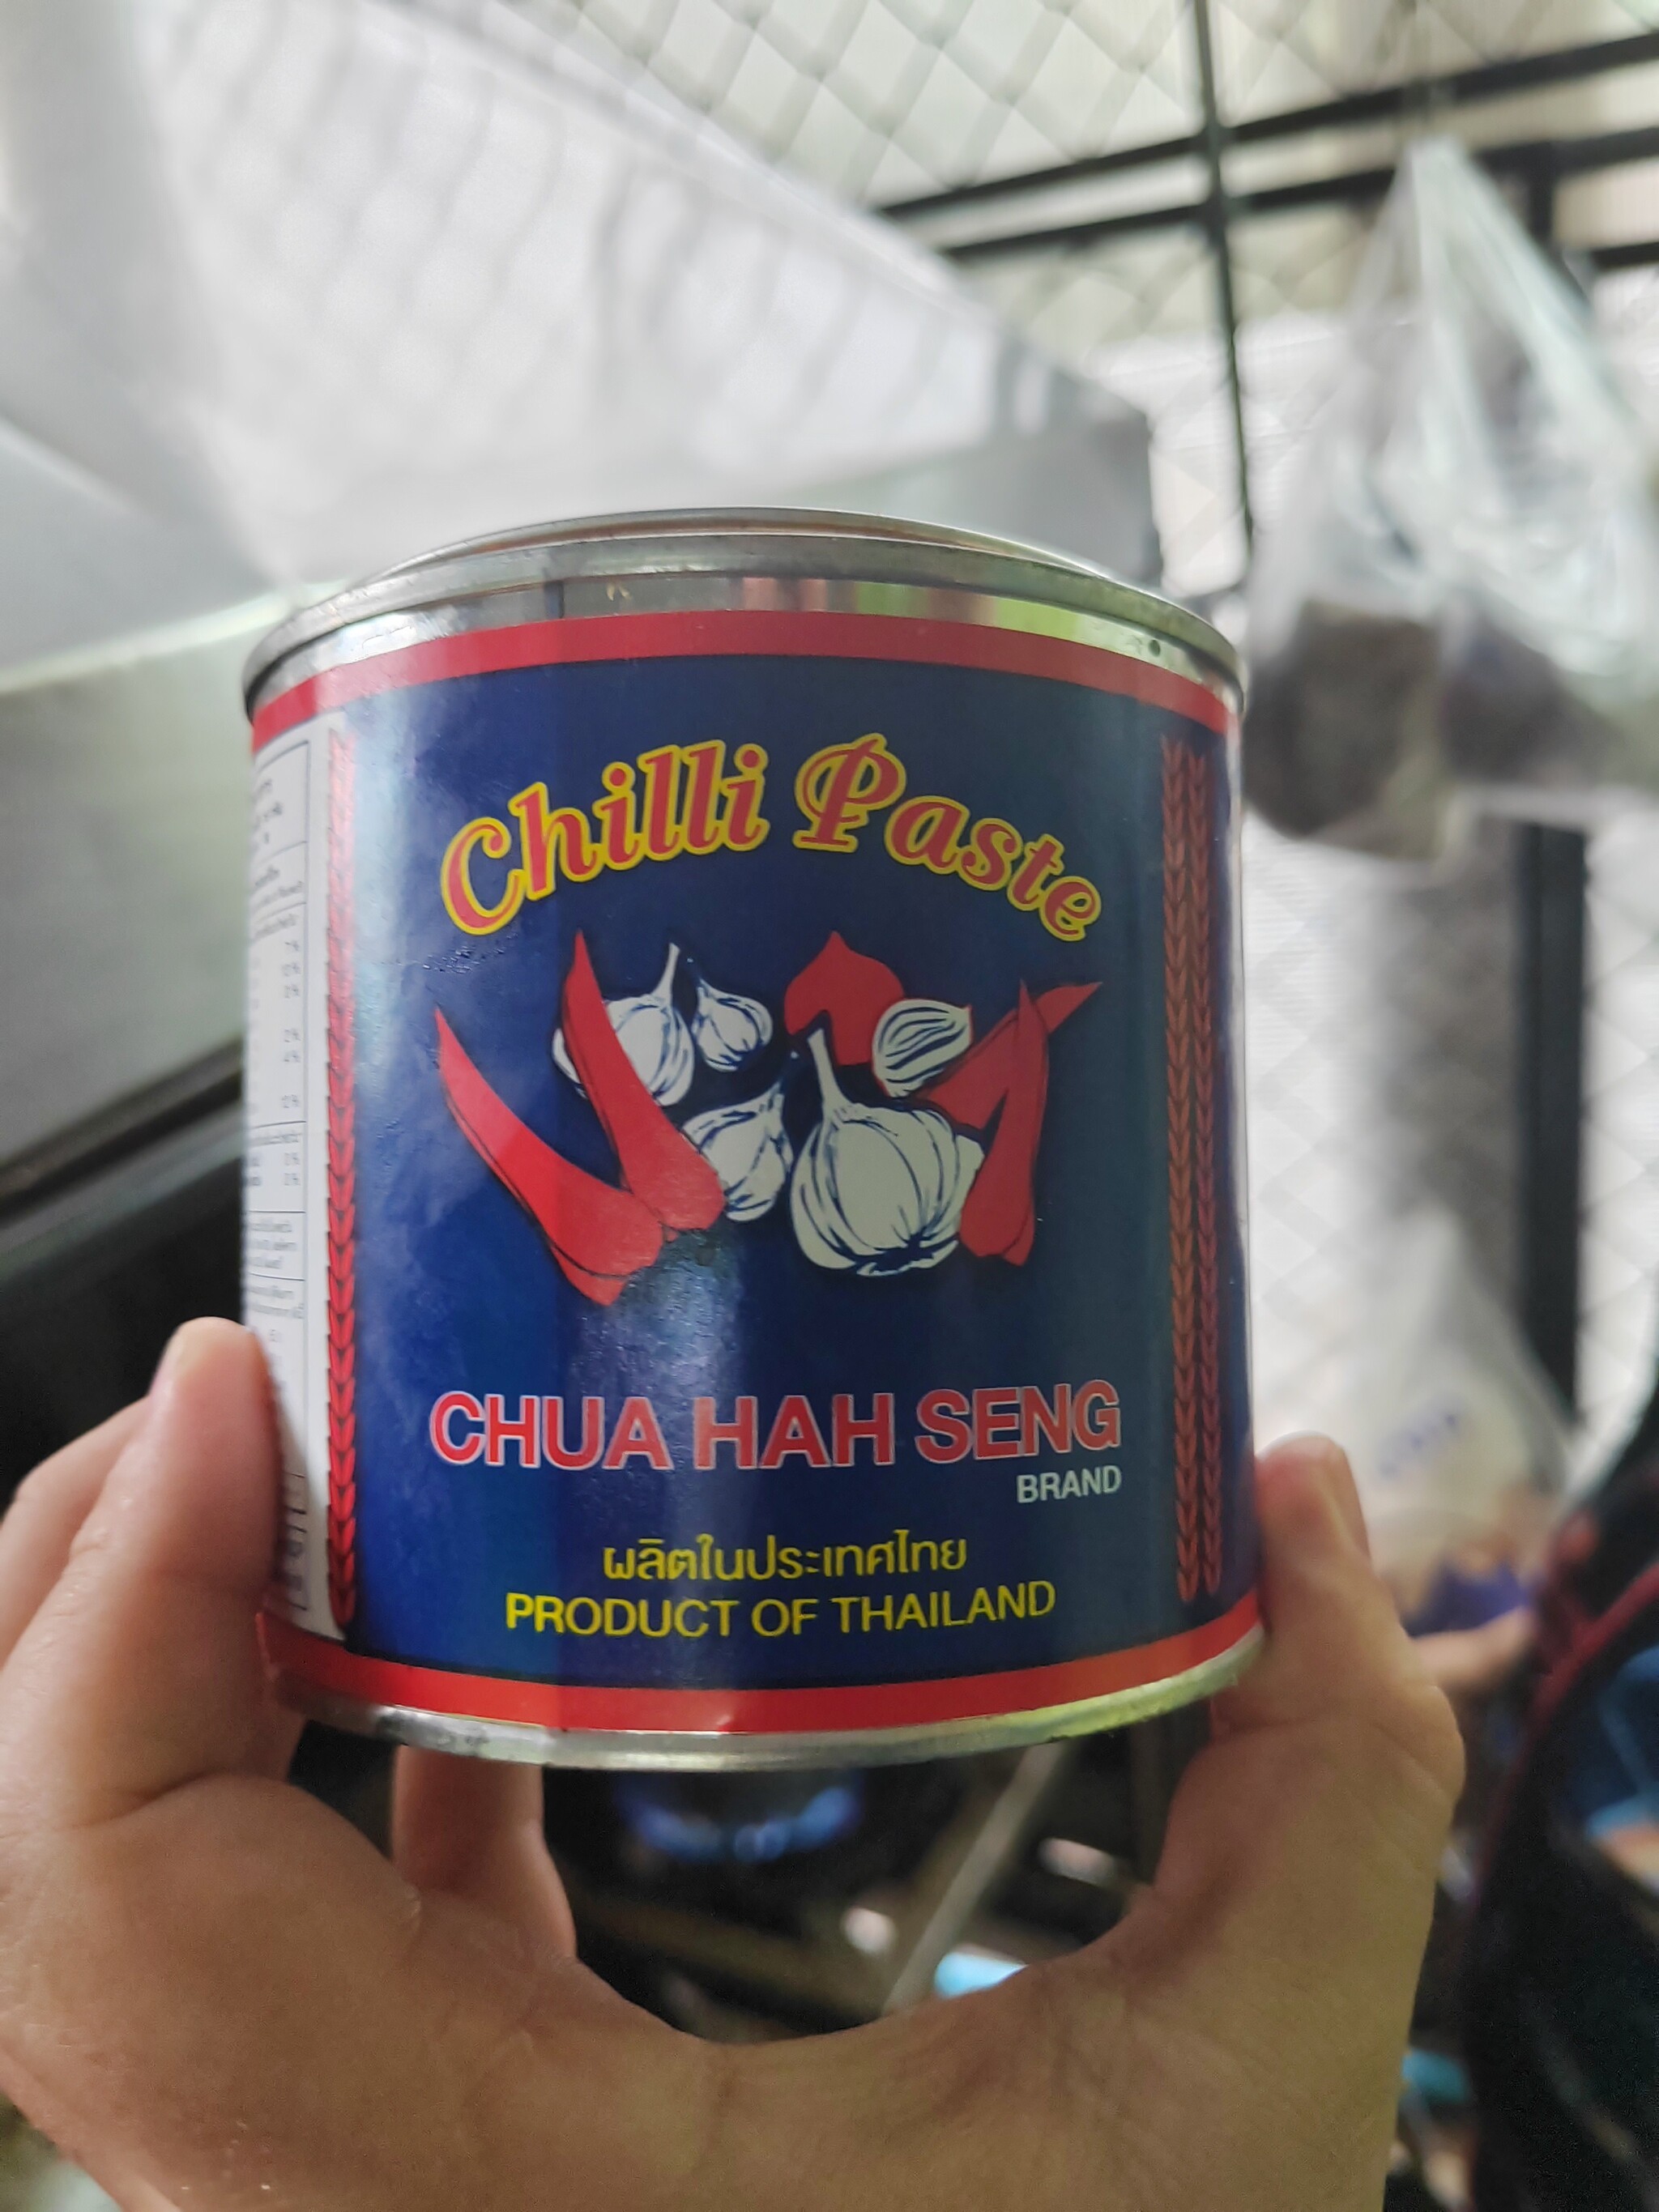 Chilli Paste
CHUA HAH SENG
BRAND
ผลิตในประเทศไทย
PRODUCT OF THAILAND